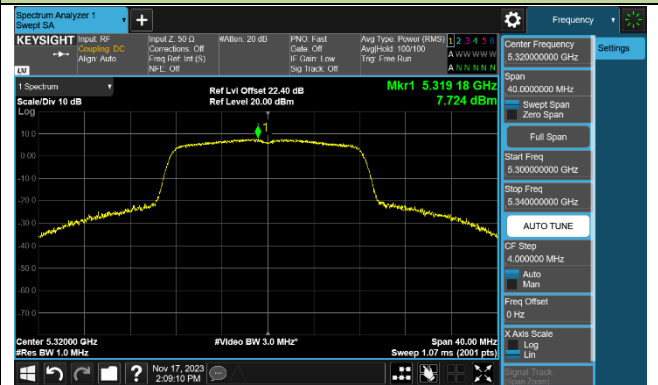 Spectrum Analyzer 1
Swept SA
Frequency
KEYSIGHT
Input: RF
Coupling: DC
Align: Auto
Input Z: 50 Ω
Corrections: Off
Freq Ref: Int (S)
NFE: Off
#Atten: 20 dB
PNO: Fast
Gate: Off
IF Gain: Low
Sig Track: Off
Avg Type: Power (RMS)
Avg|Hold: 100/100
Trig: Free Run
1 2 3 4 5 6
A W W W W W
A N N N N N
LXI
1 Spectrum
Scale/Div 10 dB
Log
Ref Lvl Offset 22.40 dB
Ref Level 20.00 dBm
Mkr1 5.319 18 GHz
7.724 dBm
1
10.0
0.00
-10.0
-20.0
-30.0
-40.0
-50.0
-60.0
-70.0
Center 5.32000 GHz
#Res BW 1.0 MHz
#Video BW 3.0 MHz*
Span 40.00 MHz
Sweep 1.07 ms (2001 pts)
Nov 17, 2023
2:09:10 PM
Center Frequency
5.320000000 GHz
Settings
Span
40.0000000 MHz
Swept Span
Zero Span
Full Span
Start Freq
5.300000000 GHz
Stop Freq
5.340000000 GHz
AUTO TUNE
CF Step
4.000000 MHz
Auto
Man
Freq Offset
0 Hz
X Axis Scale
Log
Lin
Signal Track
(Span Zoom)